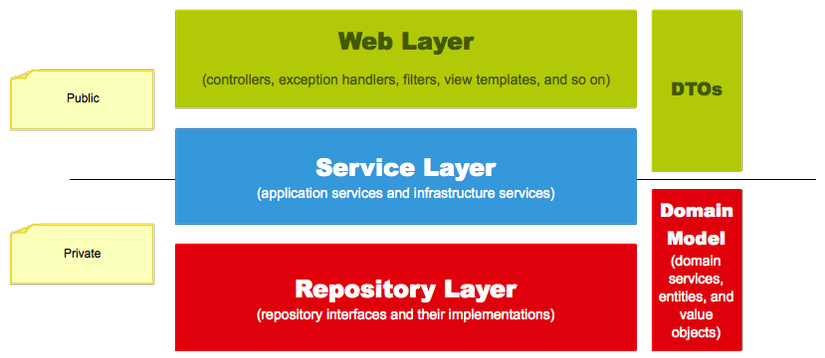 Web Layer
(controllers, exception handlers, filters, view templates, and so on)
DTOs
Public
Service Layer
(application services and infrastructure services)
Private
Repository Layer
(repository interfaces and their implementations)
Domain
Model
(domain
services,
entities, and
value
objects)